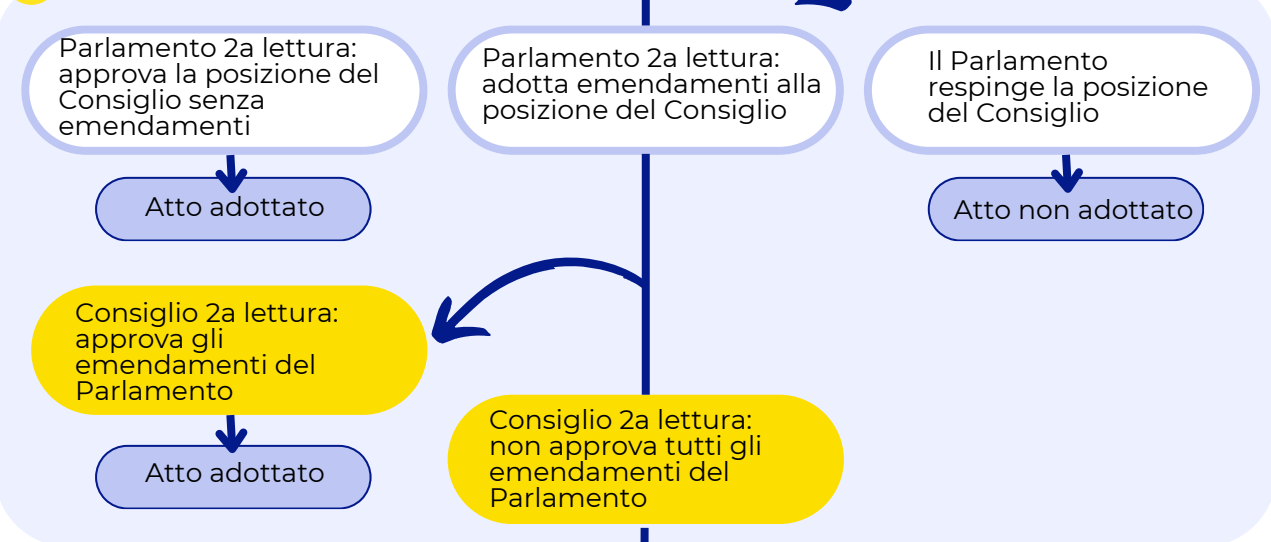 Parlamento 2a lettura:
approva la posizione del
Consiglio senza
emendamenti
Parlamento 2a lettura:
adotta emendamenti alla
posizione del Consiglio
Il Parlamento
respinge la posizione
del Consiglio
Atto adottato
Atto non adottato
Consiglio 2a lettura:
approva gli
emendamenti del
Parlamento
Consiglio 2a lettura:
non approva tutti gli
emendamenti del
Parlamento
Atto adottato